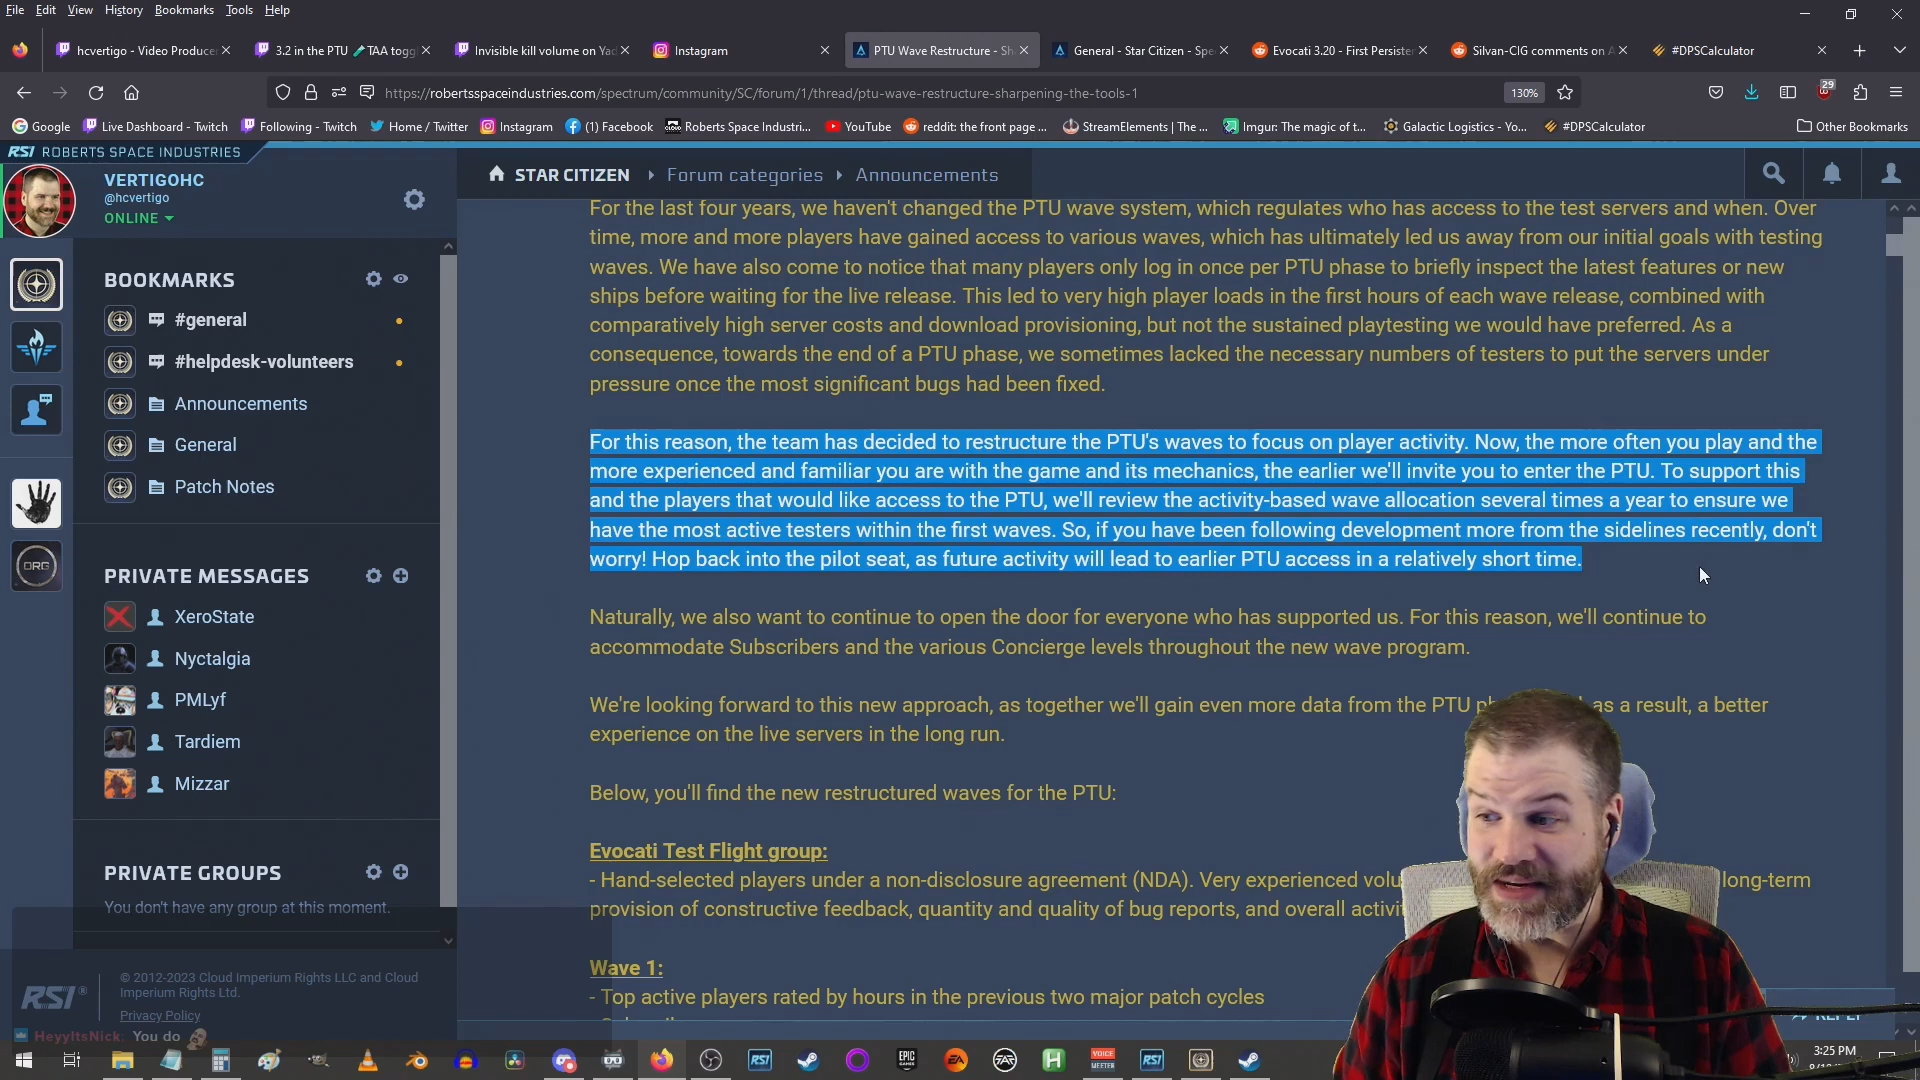 File Edit View History Bookmarks Tools Help
hcvertigo - Video Producer
3.2 in the PTU TAA togg
Invisible kill volume on Ya
Instagram
PTU Wave Restructure - Sh
General - Star Citizen - Spe
Evocati 3.20 - First Persister
Silvan-CIG comments on A
#DPSCalculator
https://robertsspaceindustries.com/spectrum/community/SC/forum/1/thread/ptu-wave-restructure-sharpening-the-tools-1
130%
29
Google
Live Dashboard - Twitch
Following - Twitch
Home / Twitter
Instagram
(1) Facebook
Roberts Space Industri...
YouTube
reddit: the front page ...
StreamElements | The ...
Imgur: The magic of t...
Galactic Logistics - Yo...
#DPSCalculator
Other Bookmarks
RSI ROBERTS SPACE INDUSTRIES
VERTIGOHC
@hcvertigo
ONLINE
STAR CITIZEN
Forum categories
Announcements
BOOKMARKS
#general
#helpdesk-volunteers
Announcements
General
Patch Notes
ORG
PRIVATE MESSAGES
XeroState
Nyctalgia
PMLyf
Tardiem
Mizzar
PRIVATE GROUPS
You don't have any group at this moment.
© 2012-2023 Cloud Imperium Rights LLC and Cloud
Imperium Rights Ltd.
RSI
Privacy Policy
HeyyItsNick: You do
For the last four years, we haven't changed the PTU wave system, which regulates who has access to the test servers and when. Over
time, more and more players have gained access to various waves, which has ultimately led us away from our initial goals with testing
waves. We have also come to notice that many players only log in once per PTU phase to briefly inspect the latest features or new
ships before waiting for the live release. This led to very high player loads in the first hours of each wave release, combined with
comparatively high server costs and download provisioning, but not the sustained playtesting we would have preferred. As a
consequence, towards the end of a PTU phase, we sometimes lacked the necessary numbers of testers to put the servers under
pressure once the most significant bugs had been fixed.
For this reason, the team has decided to restructure the PTU's waves to focus on player activity. Now, the more often you play and the
more experienced and familiar you are with the game and its mechanics, the earlier we'll invite you to enter the PTU. To support this
and the players that would like access to the PTU, we'll review the activity-based wave allocation several times a year to ensure we
have the most active testers within the first waves. So, if you have been following development more from the sidelines recently, don't
worry! Hop back into the pilot seat, as future activity will lead to earlier PTU access in a relatively short time.
Naturally, we also want to continue to open the door for everyone who has supported us. For this reason, we'll continue to
accommodate Subscribers and the various Concierge levels throughout the new wave program.
We're looking forward to this new approach, as together we'll gain even more data from the PTU as a result, a better
experience on the live servers in the long run.
Below, you'll find the new restructured waves for the PTU:
Evocati Test Flight group:
- Hand-selected players under a non-disclosure agreement (NDA). Very experienced long-term
provision of constructive feedback, quantity and quality of bug reports, and overall
Wave 1:
- Top active players rated by hours in the previous two major patch cycles
EPIC GAMES
EA
RSI
VOICE MEETER
RSI
3:25 PM